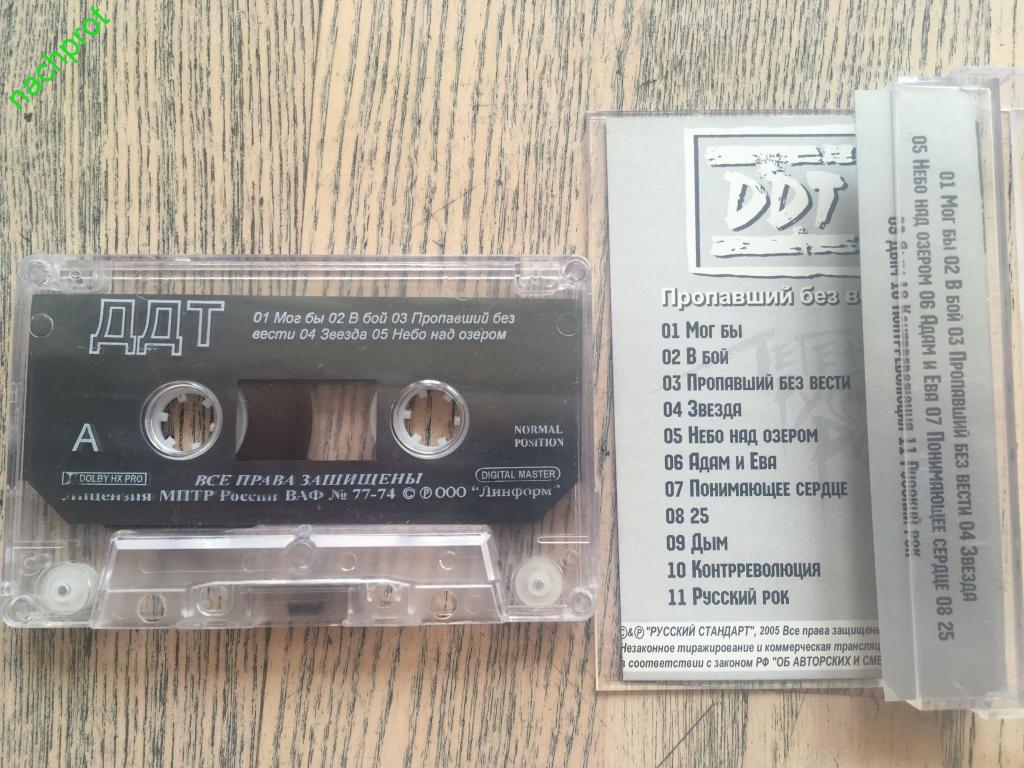 nachprot
ДДТ
01 Мог бы 02 В бой 03 Пропавший без
вести 04 Звезда 05 Небо над озером
A
NORMAL
POSITION
DOLBY HX PRO
DIGITAL MASTER
ВСЕ ПРАВА ЗАЩИЩЕНЫ
Лицензия МПТР России ВАФ № 77-74 © ℗ ООО "Линформ"
DDT
Пропавший без в
01 Мог бы
02 В бой
03 Пропавший без вести
04 Звезда
05 Небо над озером
06 Адам и Ева
07 Понимающее сердце
08 25
09 Дым
10 Контрреволюция
11 Русский рок
©&℗ "РУССКИЙ СТАНДАРТ", 2005 Все права защищены
Незаконное тиражирование и коммерческая трансляц
в соответствии с законом РФ "ОБ АВТОРСКИХ И СМЕ
01 Мог бы 02 В бой 03 Пропавший без вести 04 Звезда
05 Небо над озером 06 Адам и Ева 07 Понимающее сердце 08 25
10 Контрреволюция 11 Русский рок